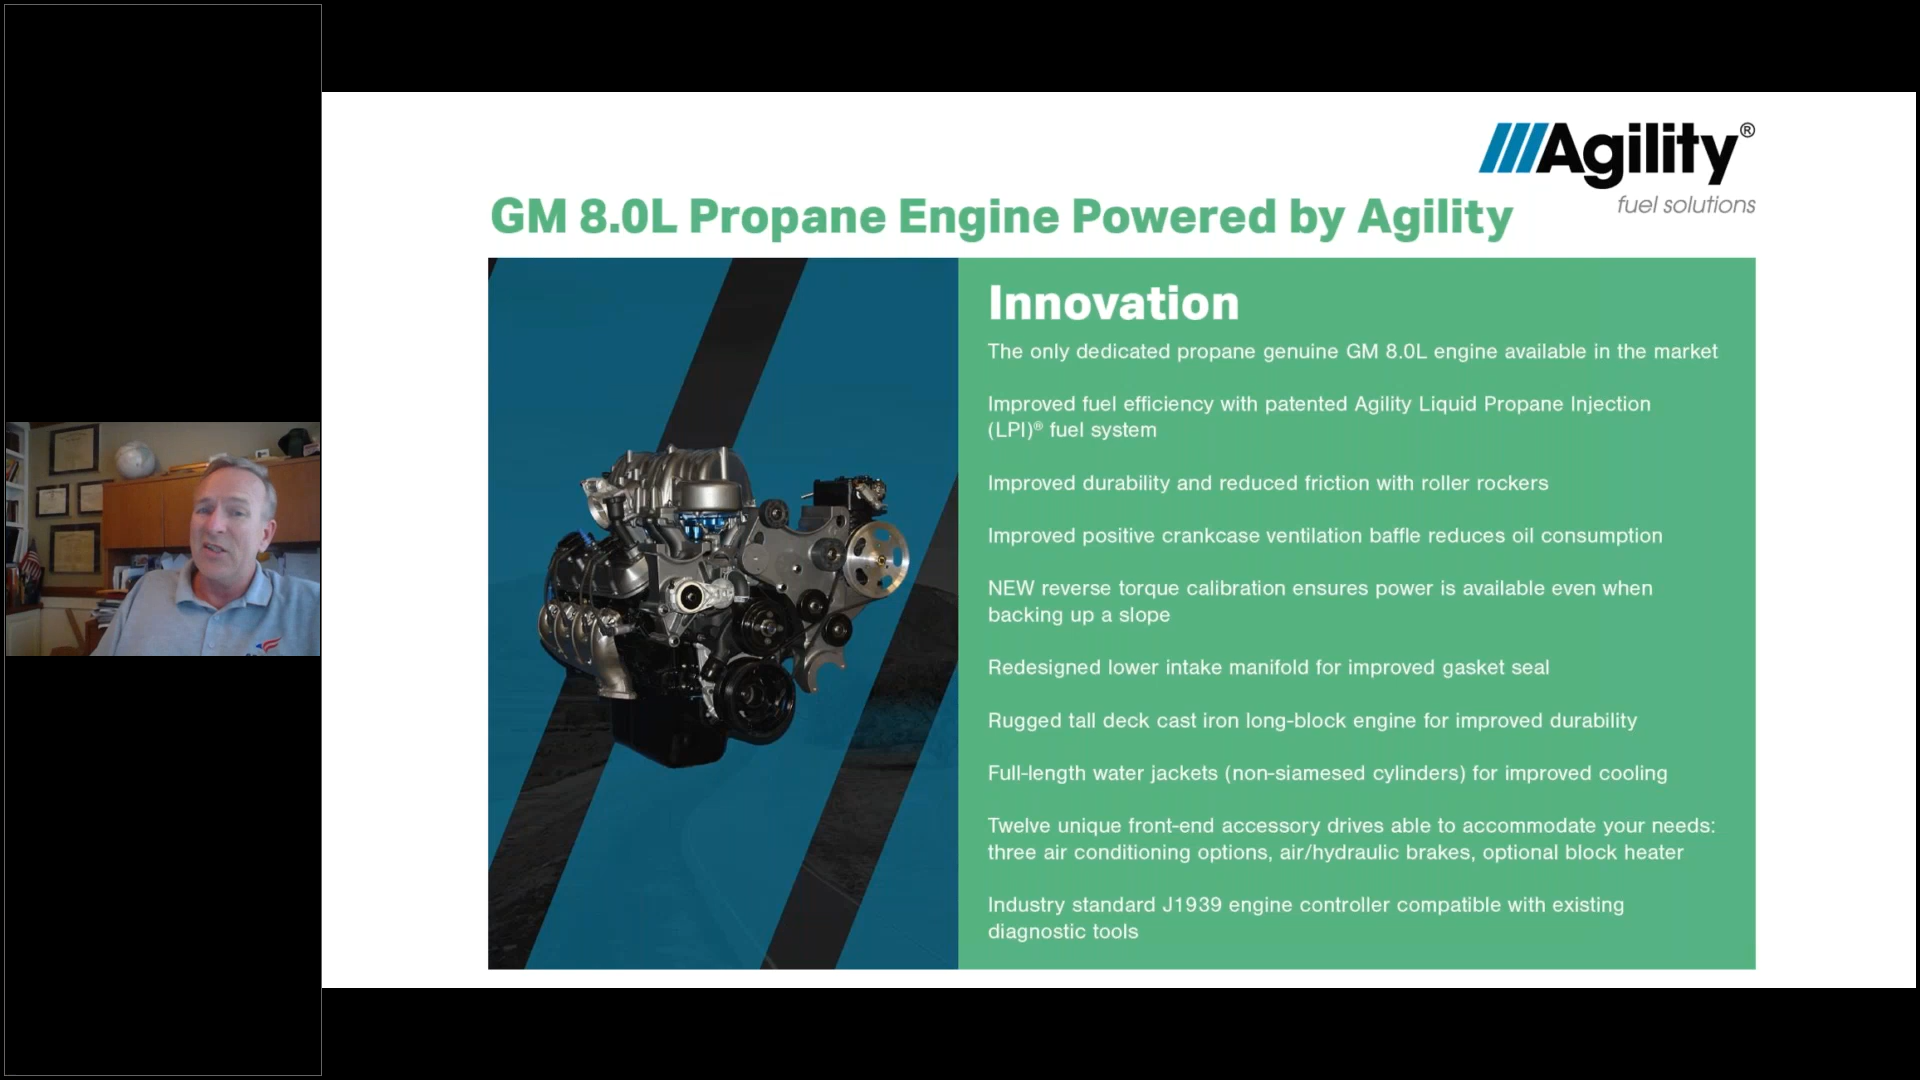 Agility®
fuel solutions
GM 8.0L Propane Engine Powered by Agility
Innovation
The only dedicated propane genuine GM 8.0L engine available in the market
Improved fuel efficiency with patented Agility Liquid Propane Injection
(LPI)® fuel system
Improved durability and reduced friction with roller rockers
Improved positive crankcase ventilation baffle reduces oil consumption
NEW reverse torque calibration ensures power is available even when
backing up a slope
Redesigned lower intake manifold for improved gasket seal
Rugged tall deck cast iron long-block engine for improved durability
Full-length water jackets (non-siamesed cylinders) for improved cooling
Twelve unique front-end accessory drives able to accommodate your needs:
three air conditioning options, air/hydraulic brakes, optional block heater
Industry standard J1939 engine controller compatible with existing
diagnostic tools